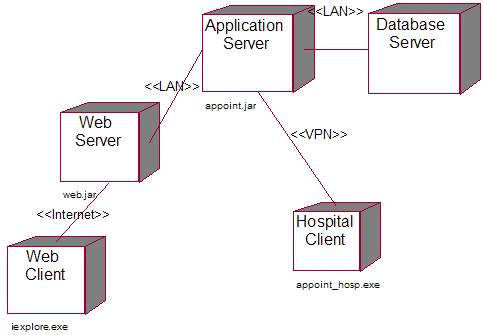 <<LAN>>
Application
Server
Database
Server
<<LAN>>
appoint.jar
Web
Server
<<VPN>>
web.jar
<<Internet>>
Hospital
Client
Web
Client
appoint_hosp.exe
iexplore.exe